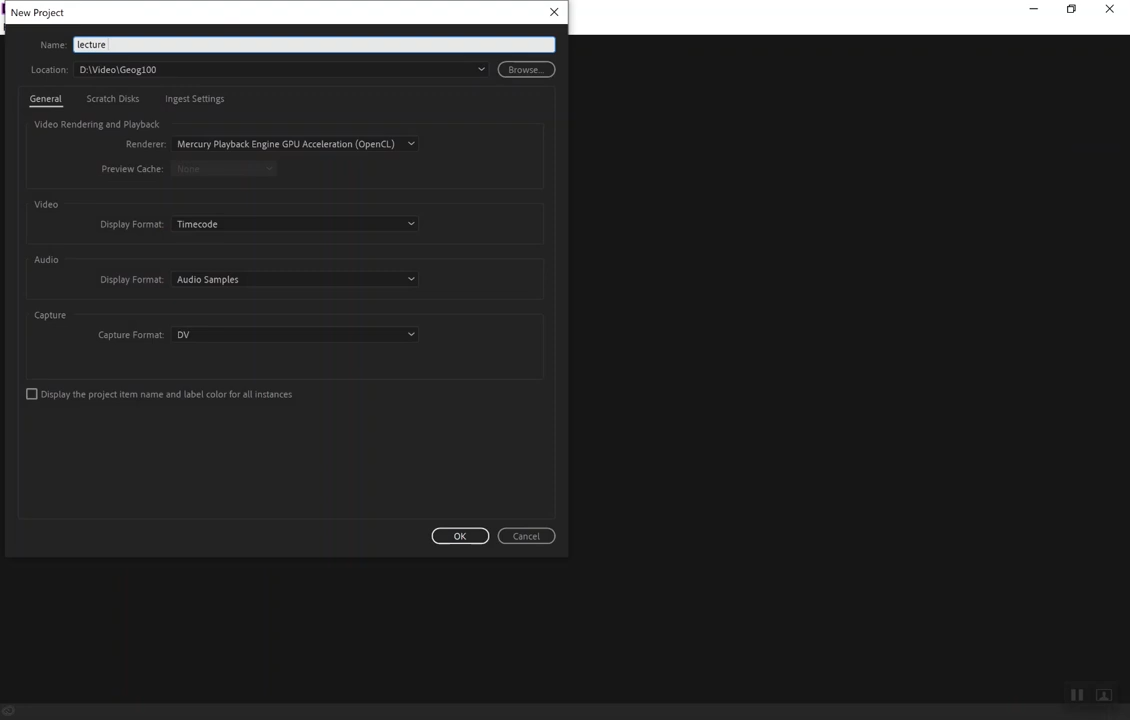 New Project
Name: lecture
Location: D:\Video\Geog100 Browse...
General Scratch Disks Ingest Settings
Video Rendering and Playback
Renderer: Mercury Playback Engine GPU Acceleration (OpenCL)
Preview Cache: None
Video
Display Format: Timecode
Audio
Display Format: Audio Samples
Capture
Capture Format: DV
Display the project item name and label color for all instances
OK Cancel